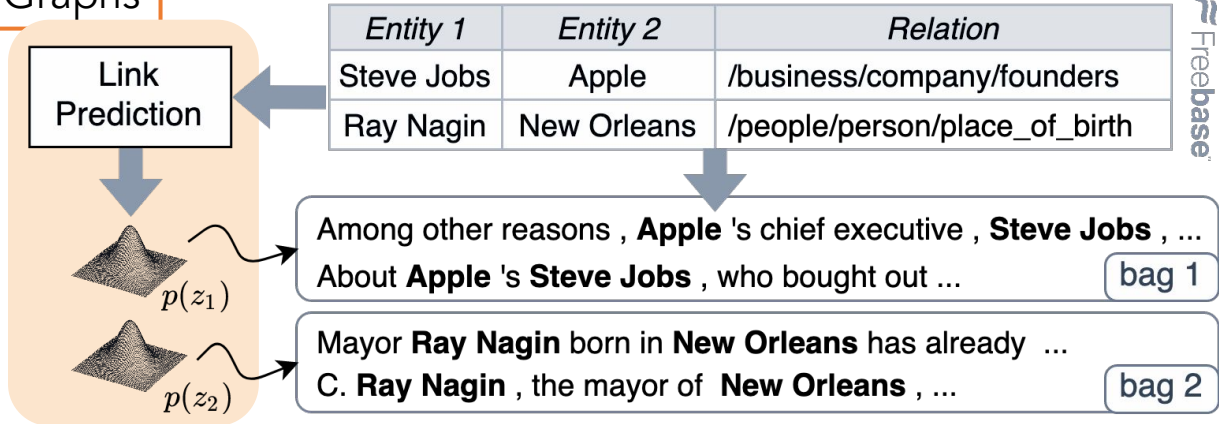 Graphs
Entity 1 Entity 2 Relation
Steve Jobs Apple /business/company/founders
Ray Nagin New Orleans /people/person/place_of_birth
Freebase
Link
Prediction
Among other reasons , Apple 's chief executive , Steve Jobs , ...
About Apple 's Steve Jobs , who bought out ...
bag 1
p(z₁)
Mayor Ray Nagin born in New Orleans has already ...
C. Ray Nagin , the mayor of New Orleans , ...
bag 2
p(z₂)